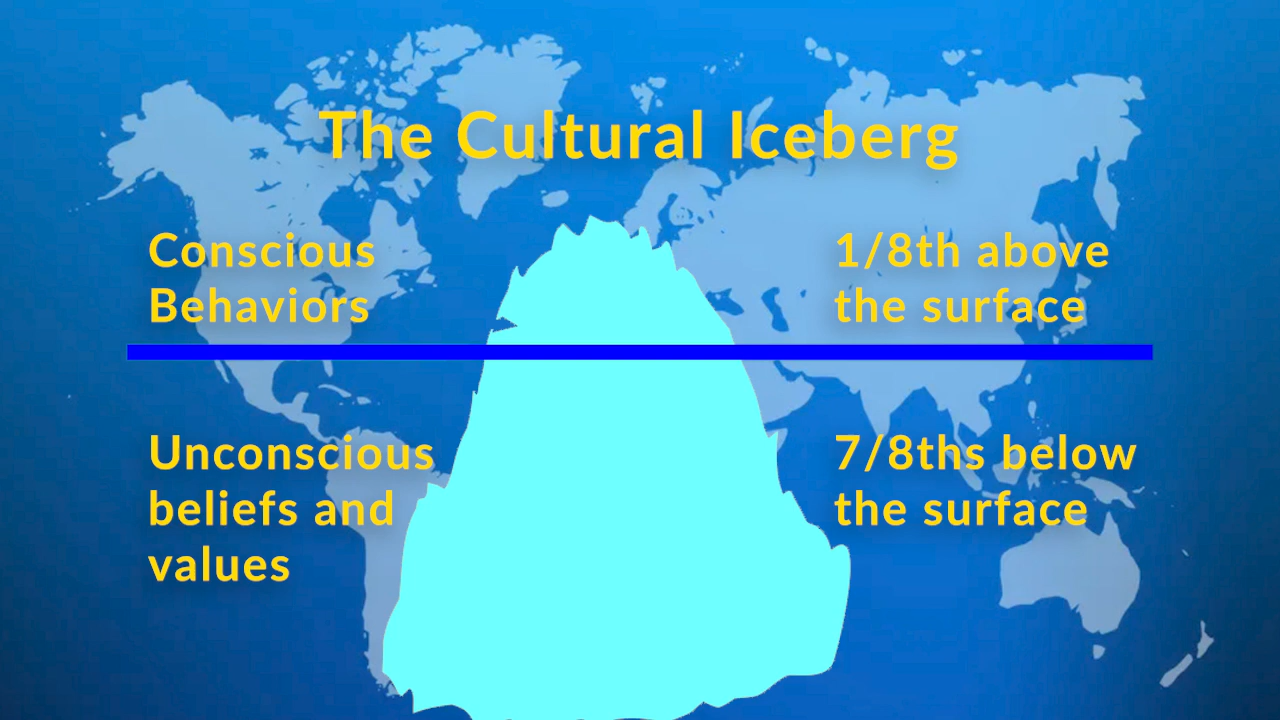 The Cultural Iceberg
Conscious
Behaviors
1/8th above
the surface
Unconscious
beliefs and
values
7/8ths below
the surface